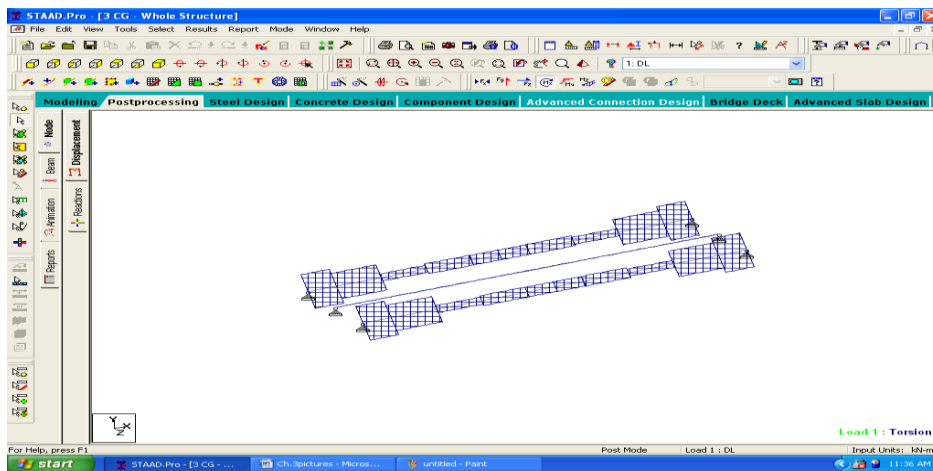 STAAD.Pro - [3 CG - Whole Structure]
File Edit View Tools Select Results Report Mode Window Help
1: DL
Modeling Postprocessing Steel Design Concrete Design Component Design Advanced Connection Design Bridge Deck Advanced Slab Design
Node
Beam
Animation
Reports
Displacement
Reactions
Y
X
Z
Load 1 : Torsion
For Help, press F1
Post Mode
Load 1 : DL
Input Units: kN-m
start
STAAD.Pro - [3 CG - ...
Ch.3pictures - Micros...
untitled - Paint
11:36 AM